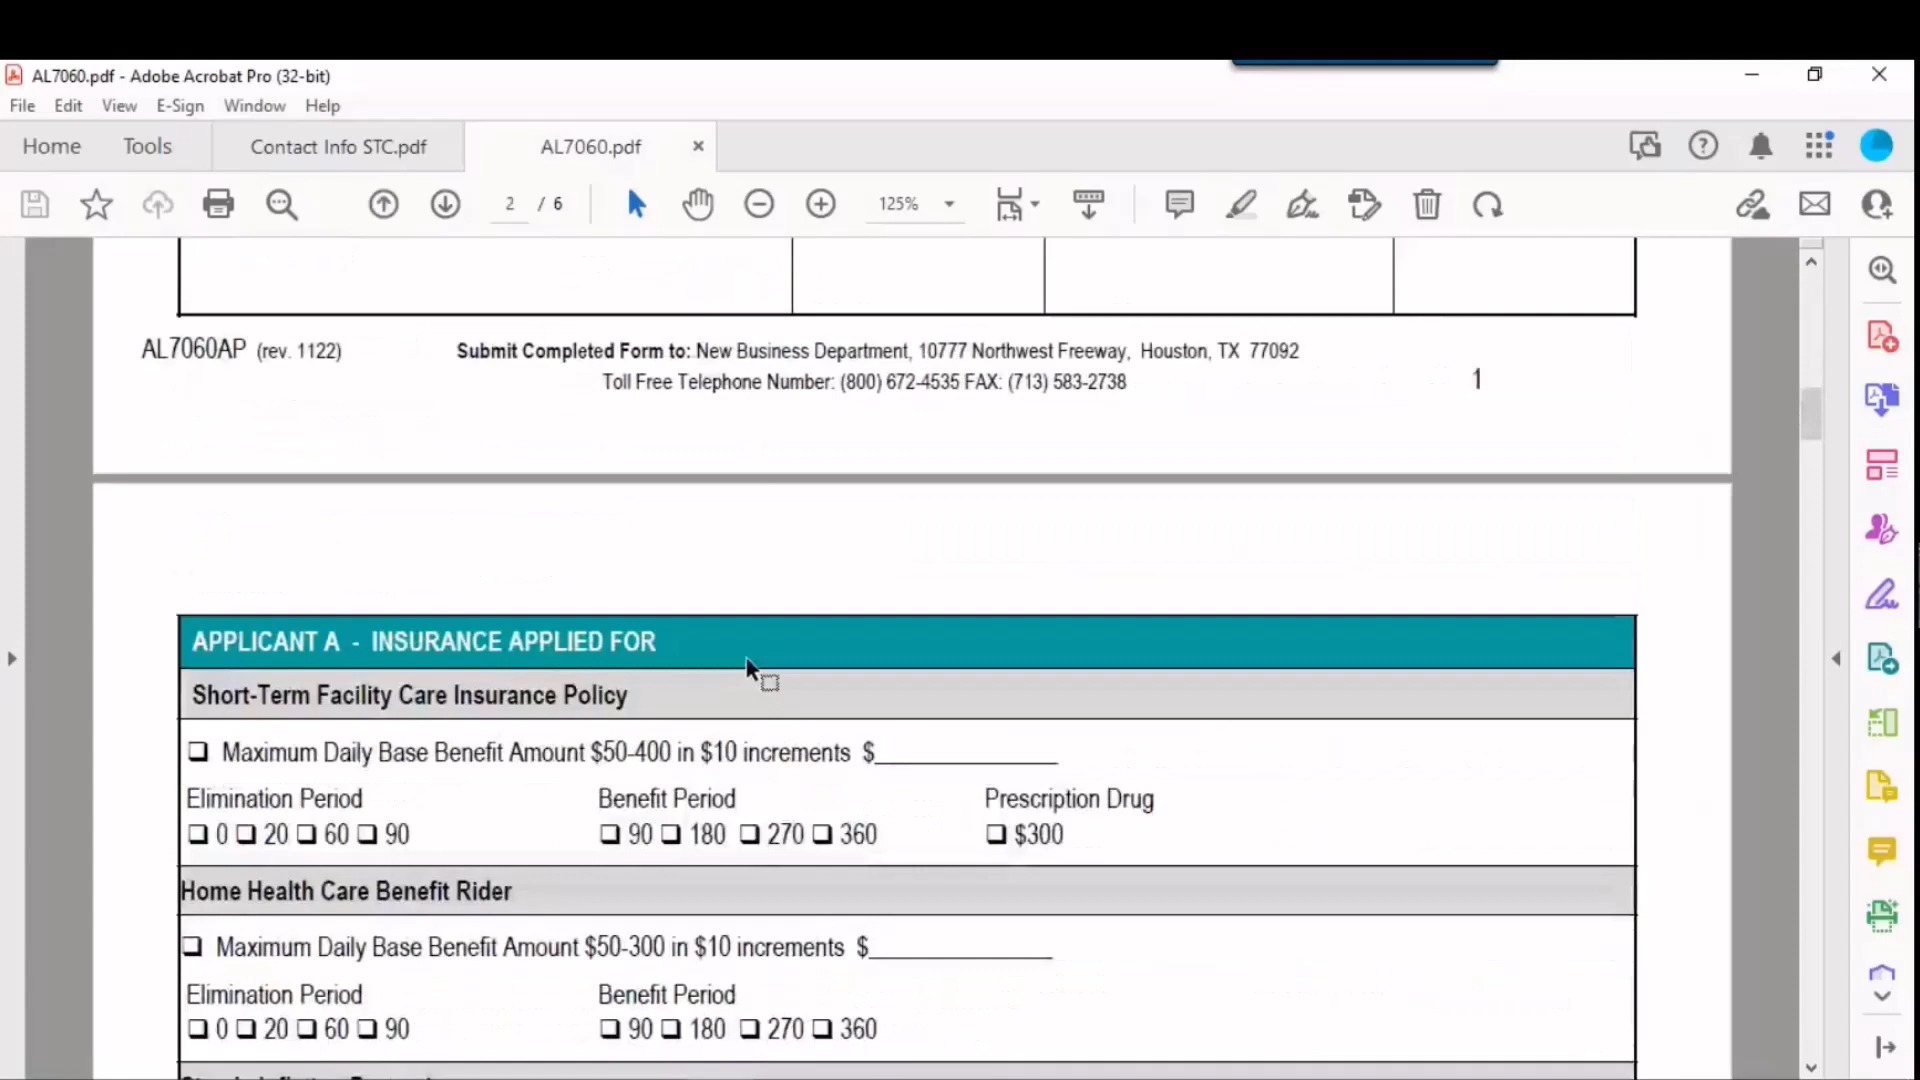 AL7060.pdf - Adobe Acrobat Pro (32-bit)
File Edit View E-Sign Window Help
Home Tools Contact Info STC.pdf AL7060.pdf ×
2 / 6 125%
AL7060AP (rev. 1122) Submit Completed Form to: New Business Department, 10777 Northwest Freeway, Houston, TX 77092
Toll Free Telephone Number: (800) 672-4535 FAX: (713) 583-2738 1
APPLICANT A - INSURANCE APPLIED FOR
Short-Term Facility Care Insurance Policy
❑ Maximum Daily Base Benefit Amount $50-400 in $10 increments $______________
Elimination Period Benefit Period Prescription Drug
❑ 0 ❑ 20 ❑ 60 ❑ 90 ❑ 90 ❑ 180 ❑ 270 ❑ 360 ❑ $300
Home Health Care Benefit Rider
❑ Maximum Daily Base Benefit Amount $50-300 in $10 increments $______________
Elimination Period Benefit Period
❑ 0 ❑ 20 ❑ 60 ❑ 90 ❑ 90 ❑ 180 ❑ 270 ❑ 360